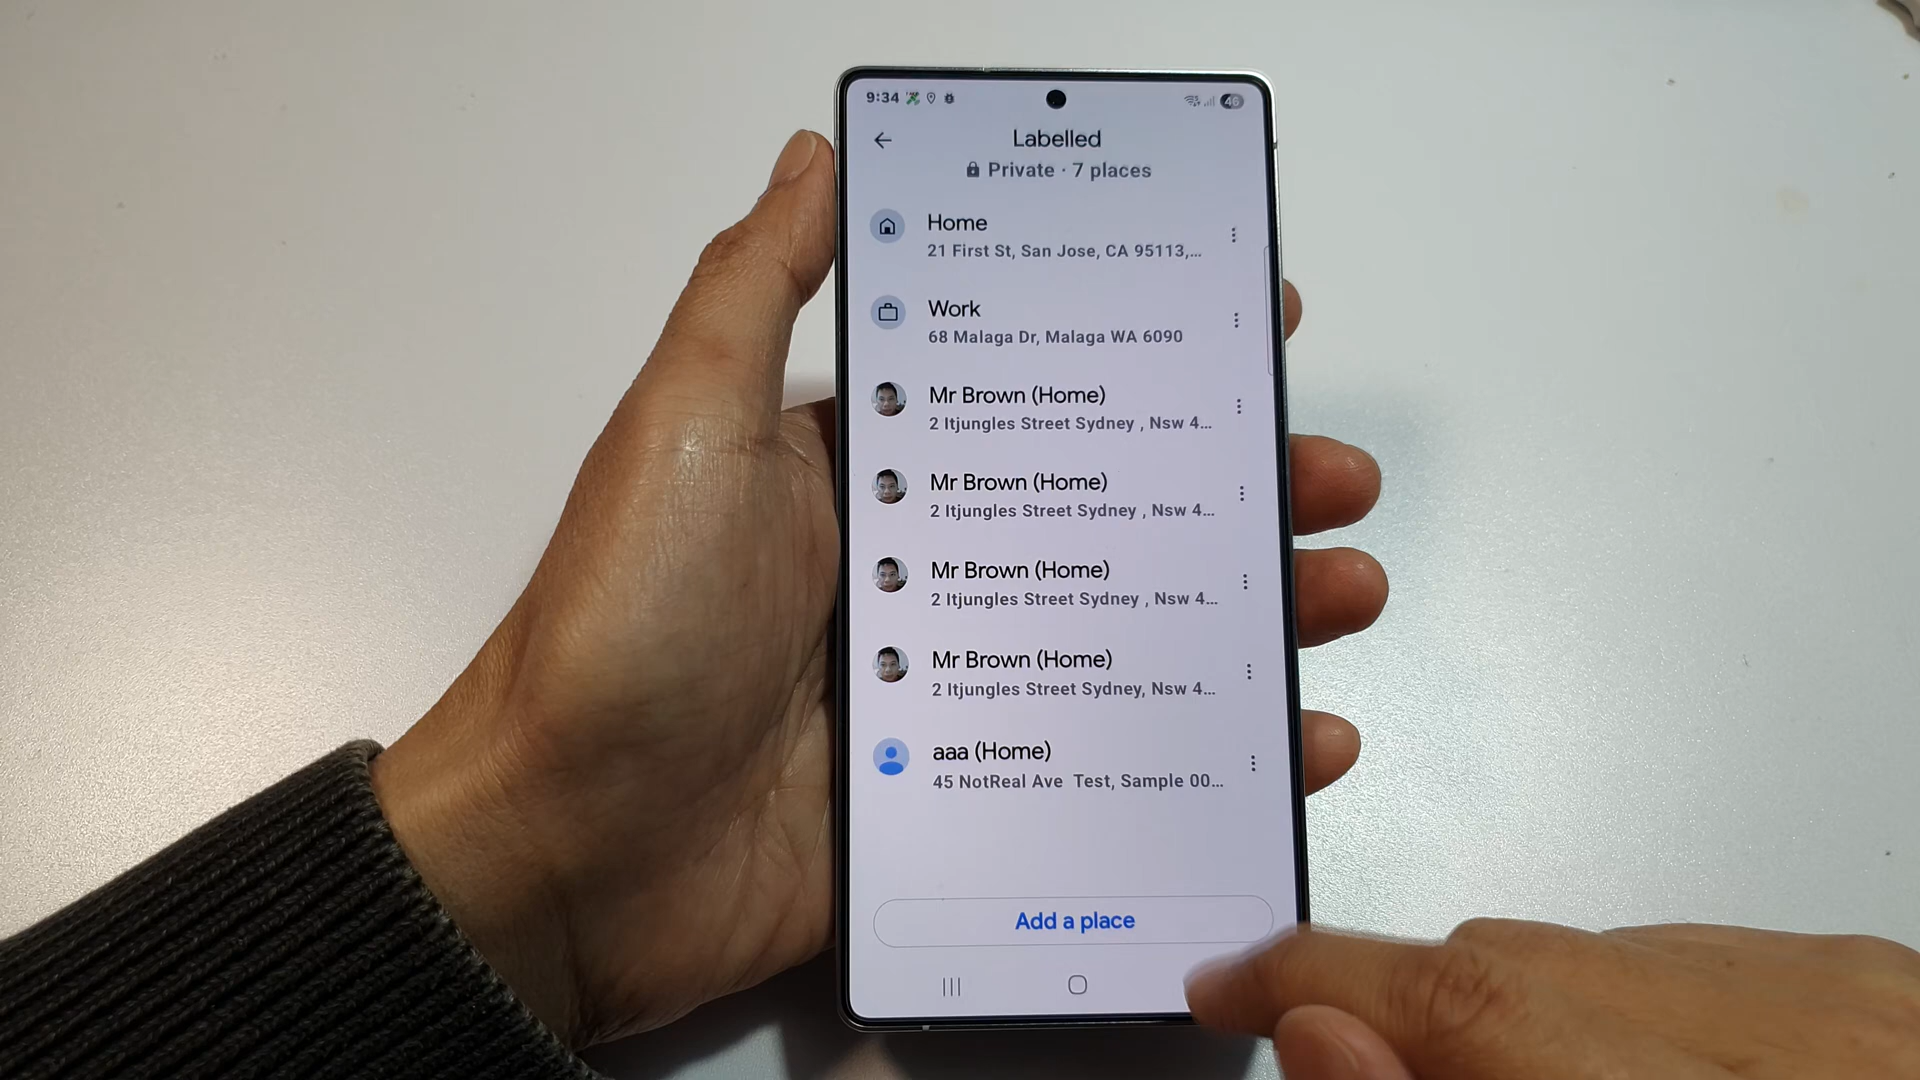 9:34
46
Labelled
Private · 7 places
Home
21 First St, San Jose, CA 95113,...
Work
68 Malaga Dr, Malaga WA 6090
Mr Brown (Home)
2 Itjungles Street Sydney , Nsw 4...
Mr Brown (Home)
2 Itjungles Street Sydney , Nsw 4...
Mr Brown (Home)
2 Itjungles Street Sydney , Nsw 4...
Mr Brown (Home)
2 Itjungles Street Sydney, Nsw 4...
aaa (Home)
45 NotReal Ave  Test, Sample 00...
Add a place